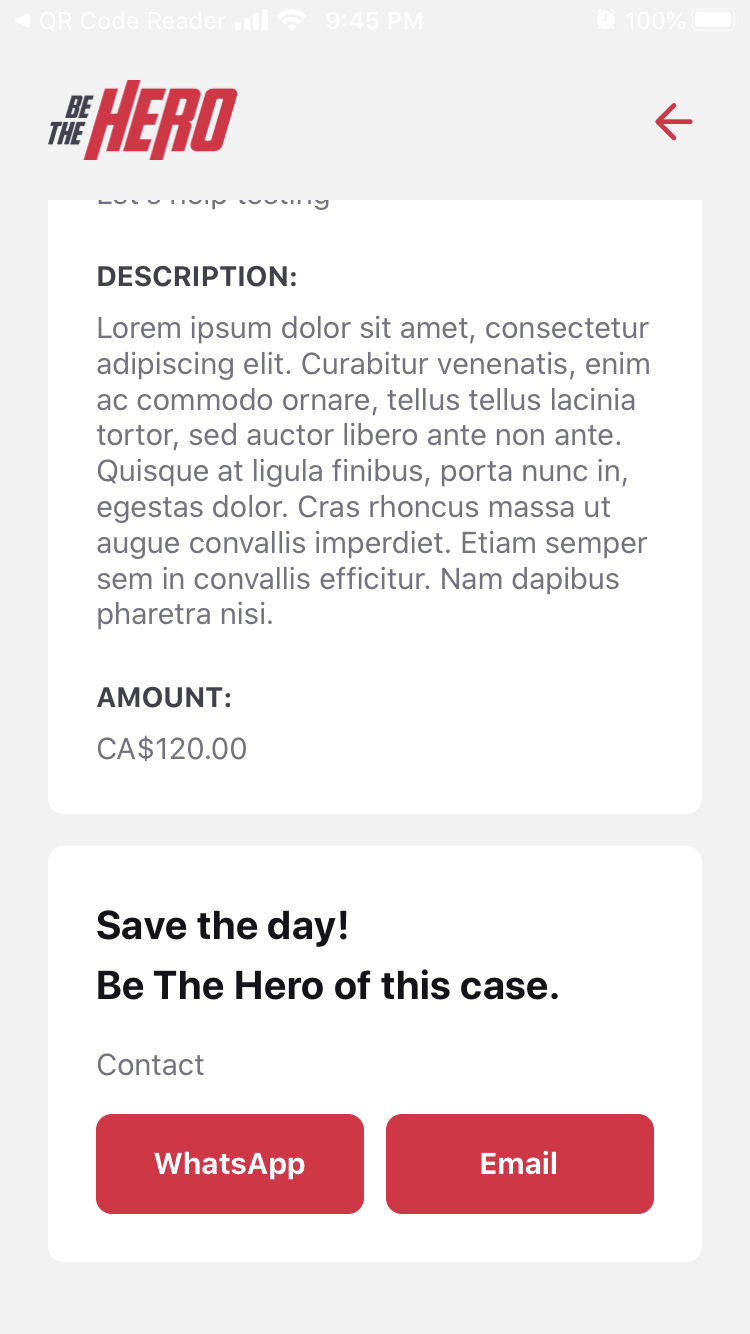 ◀ QR Code Reader 9:45 PM 100%
BE THE HERO
Let's help testing
DESCRIPTION:
Lorem ipsum dolor sit amet, consectetur
adipiscing elit. Curabitur venenatis, enim
ac commodo ornare, tellus tellus lacinia
tortor, sed auctor libero ante non ante.
Quisque at ligula finibus, porta nunc in,
egestas dolor. Cras rhoncus massa ut
augue convallis imperdiet. Etiam semper
sem in convallis efficitur. Nam dapibus
pharetra nisi.
AMOUNT:
CA$120.00
Save the day!
Be The Hero of this case.
Contact
WhatsApp Email